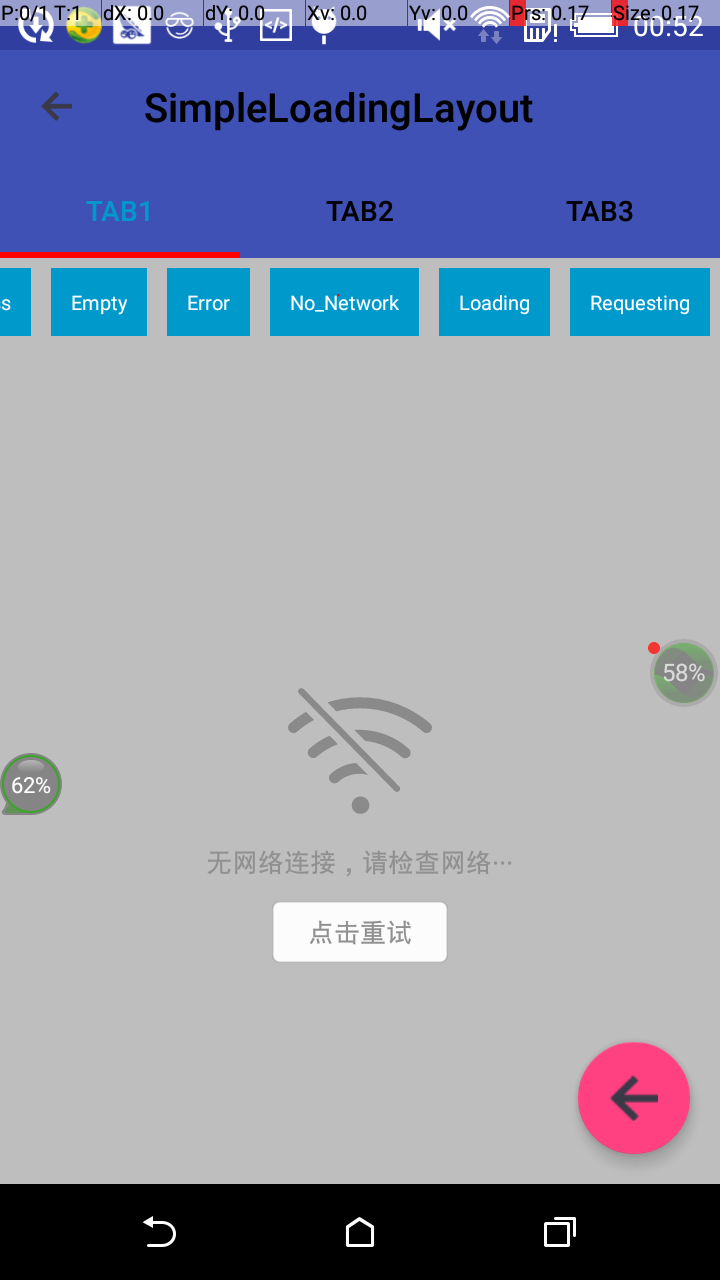 P:0/1 T:1 dX: 0.0 dY: 0.0 Xv: 0.0 Yv: 0.0 Prs: 0.17 Size: 0.17
00:52
SimpleLoadingLayout
TAB1 TAB2 TAB3
s Empty Error No_Network Loading Requesting
58%
62%
无网络连接，请检查网络…
点击重试